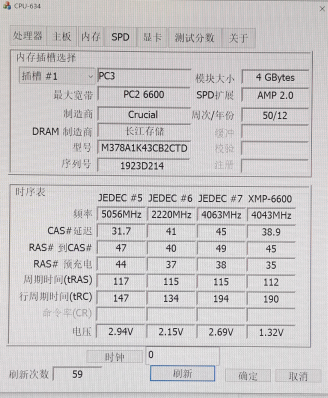 CPU-634
处理器 主板 内存 SPD 显卡 测试分数 关于
内存插槽选择
插槽 #1 PC3 模块大小 4 GBytes
最大宽带 PC2 6600 SPD扩展 AMP 2.0
制造商 Crucial 周次/年份 50/12
DRAM 制造商 长江存储 缓冲
型号 M378A1K43CB2CTD 校验
序列号 1923D214 注册
时序表
JEDEC #5 JEDEC #6 JEDEC #7 XMP-6600
频率 5056MHz 2220MHz 4063MHz 4043MHz
CAS#延迟 31.7 41 45 38.9
RAS# 到CAS# 47 40 49 45
RAS# 预充电 44 37 38 35
周期时间(tRAS) 117 115 115 112
行周期时间(tRC) 147 134 194 190
命令率(CR)
电压 2.94V 2.15V 2.69V 1.32V
时钟 0
刷新次数 59 刷新 确定 取消